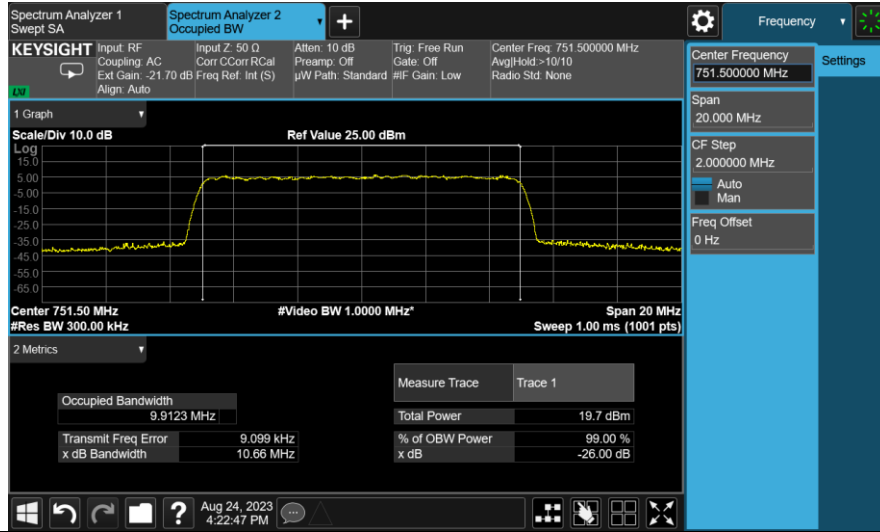 Spectrum Analyzer 1
Swept SA
Spectrum Analyzer 2
Occupied BW
+
Frequency
KEYSIGHT
Input: RF
Coupling: AC
Ext Gain: -21.70 dB
Align: Auto
Input Z: 50 Ω
Corr CCorr RCal
Freq Ref: Int (S)
Atten: 10 dB
Preamp: Off
µW Path: Standard
Trig: Free Run
Gate: Off
#IF Gain: Low
Center Freq: 751.500000 MHz
Avg|Hold:>10/10
Radio Std: None
LXI
Center Frequency
751.500000 MHz
Settings
Span
20.000 MHz
CF Step
2.000000 MHz
Auto
Man
Freq Offset
0 Hz
1 Graph
Scale/Div 10.0 dB
Ref Value 25.00 dBm
Log
15.0
5.00
-5.00
-15.0
-25.0
-35.0
-45.0
-55.0
-65.0
Center 751.50 MHz
#Video BW 1.0000 MHz*
Span 20 MHz
#Res BW 300.00 kHz
Sweep 1.00 ms (1001 pts)
2 Metrics
Measure Trace
Trace 1
Occupied Bandwidth
9.9123 MHz
Total Power
19.7 dBm
Transmit Freq Error
9.099 kHz
% of OBW Power
99.00 %
x dB Bandwidth
10.66 MHz
x dB
-26.00 dB
?
Aug 24, 2023
4:22:47 PM